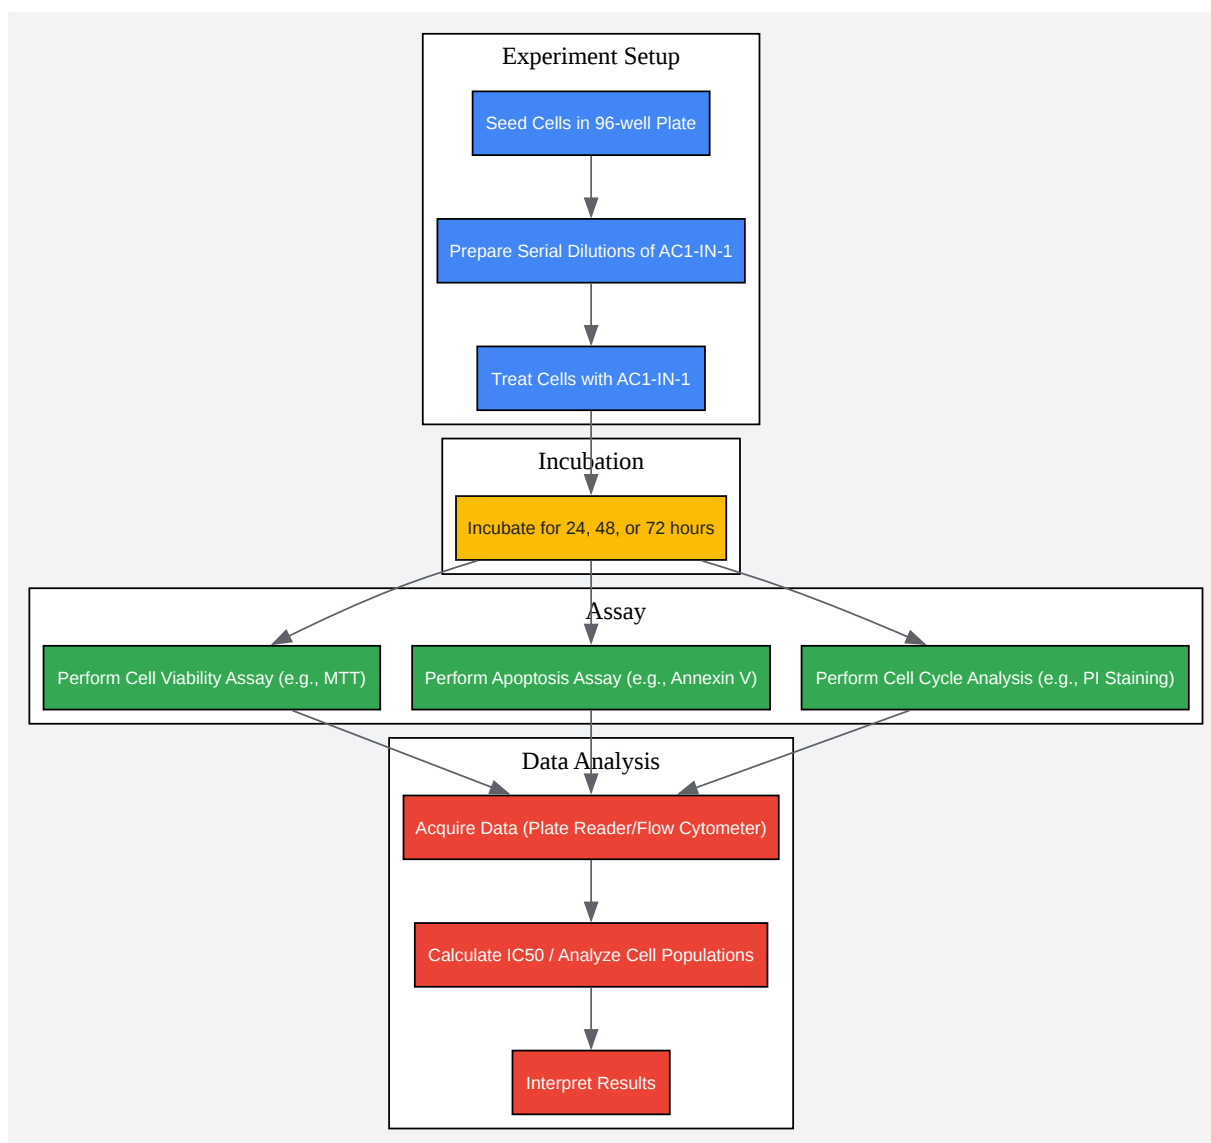 Experiment Setup
Seed Cells in 96-well Plate
Prepare Serial Dilutions of AC1-IN-1
Treat Cells with AC1-IN-1
Incubation
Incubate for 24, 48, or 72 hours
Assay
Perform Cell Viability Assay (e.g., MTT)
Perform Apoptosis Assay (e.g., Annexin V)
Perform Cell Cycle Analysis (e.g., PI Staining)
Data Analysis
Acquire Data (Plate Reader/Flow Cytometer)
Calculate IC50 / Analyze Cell Populations
Interpret Results